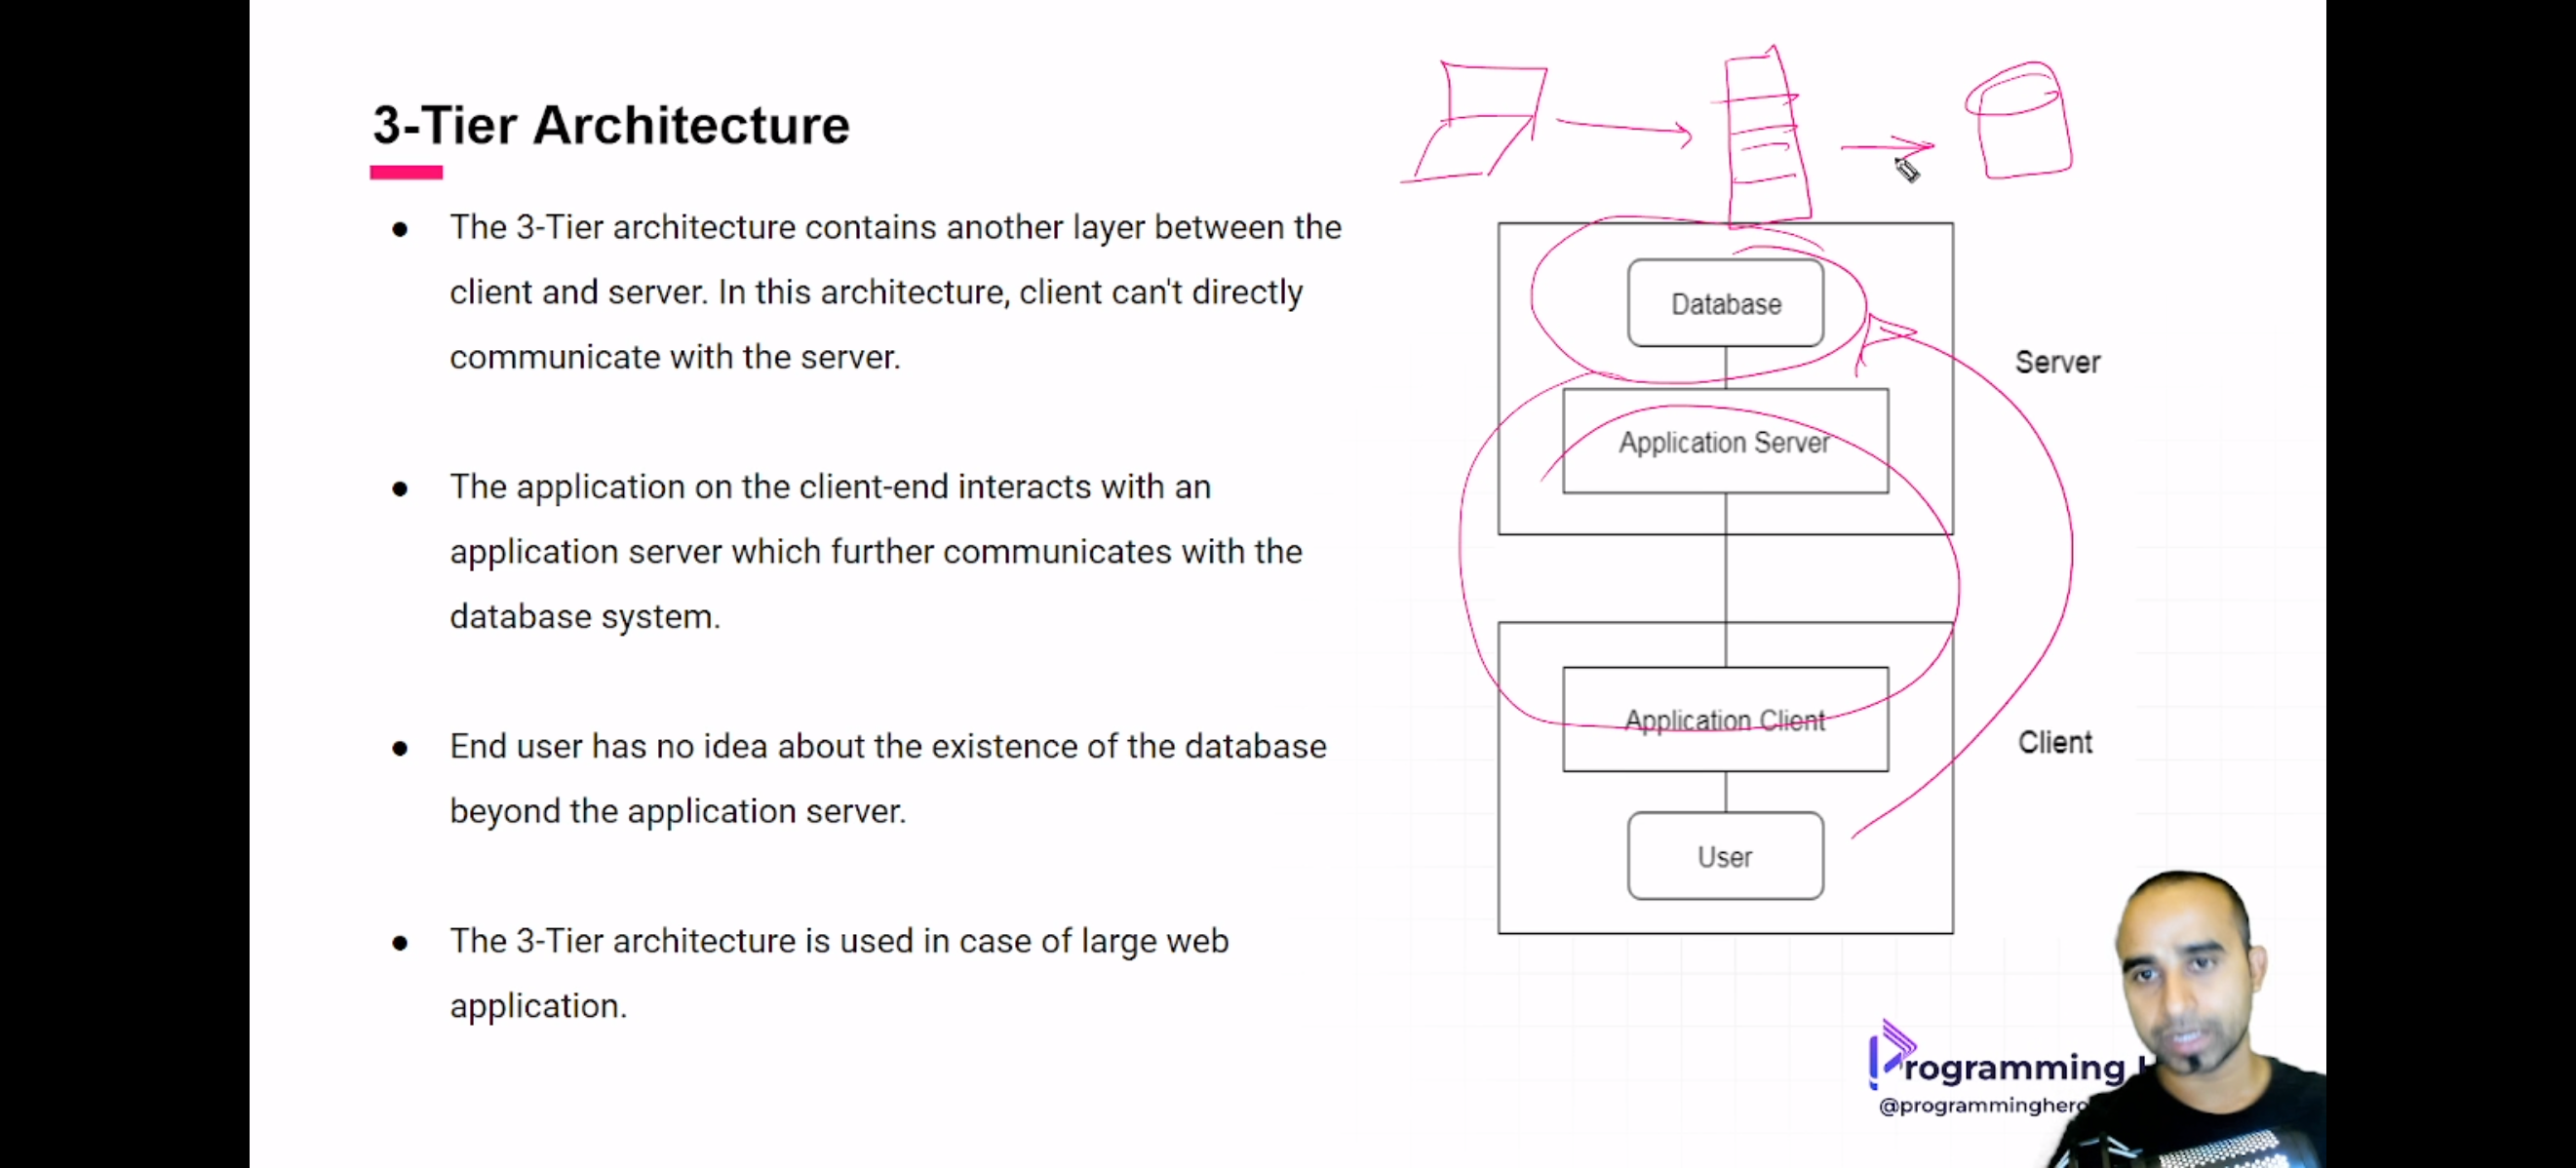 3-Tier Architecture
● The 3-Tier architecture contains another layer between the
client and server. In this architecture, client can't directly
communicate with the server.
● The application on the client-end interacts with an
application server which further communicates with the
database system.
● End user has no idea about the existence of the database
beyond the application server.
● The 3-Tier architecture is used in case of large web
application.
Database
Application Server
Server
Application Client
Client
User
Programming
@programminghero